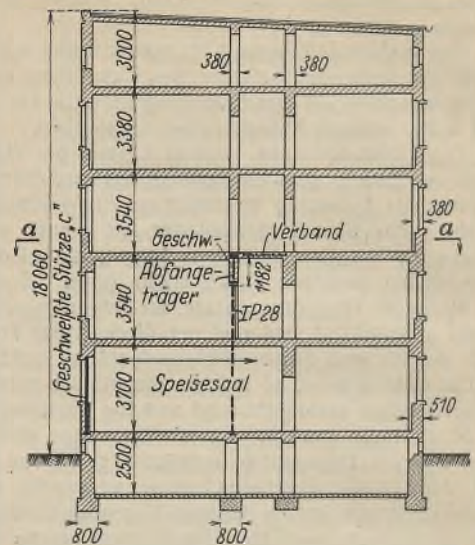 3000
380
380
3380
3540
a
Geschw.
Verband
380
a
18060
Geschweißte Stütze „c"
Abfange-
träger
1182
3540
IP28
3700
Speisesaal
510
2500
800
800